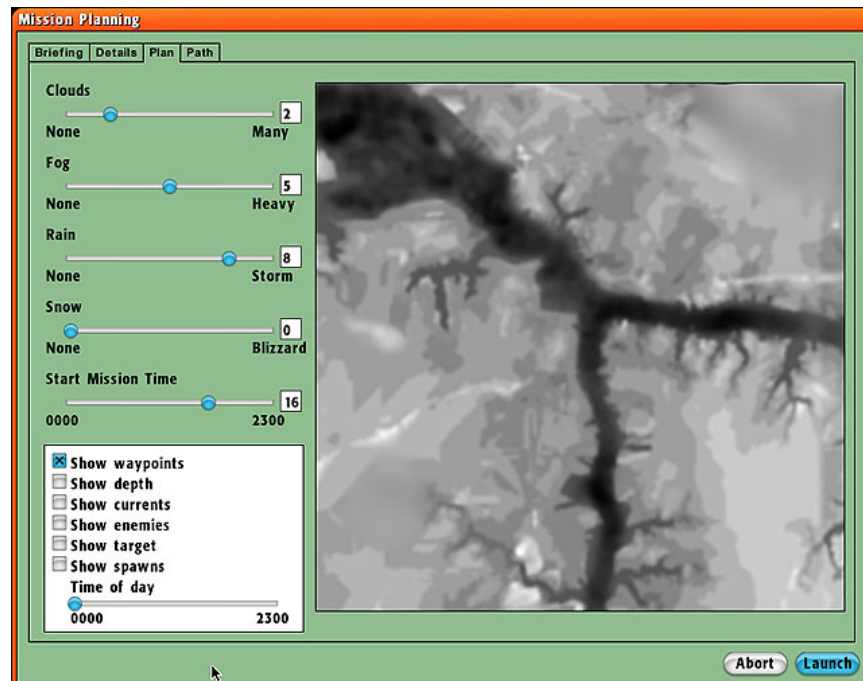 Mission Planning
Briefing Details Plan Path
Clouds
2
None Many
Fog
5
None Heavy
Rain
8
None Storm
Snow
0
None Blizzard
Start Mission Time
16
0000 2300
Show waypoints
Show depth
Show currents
Show enemies
Show target
Show spawns
Time of day
0000 2300
Abort Launch